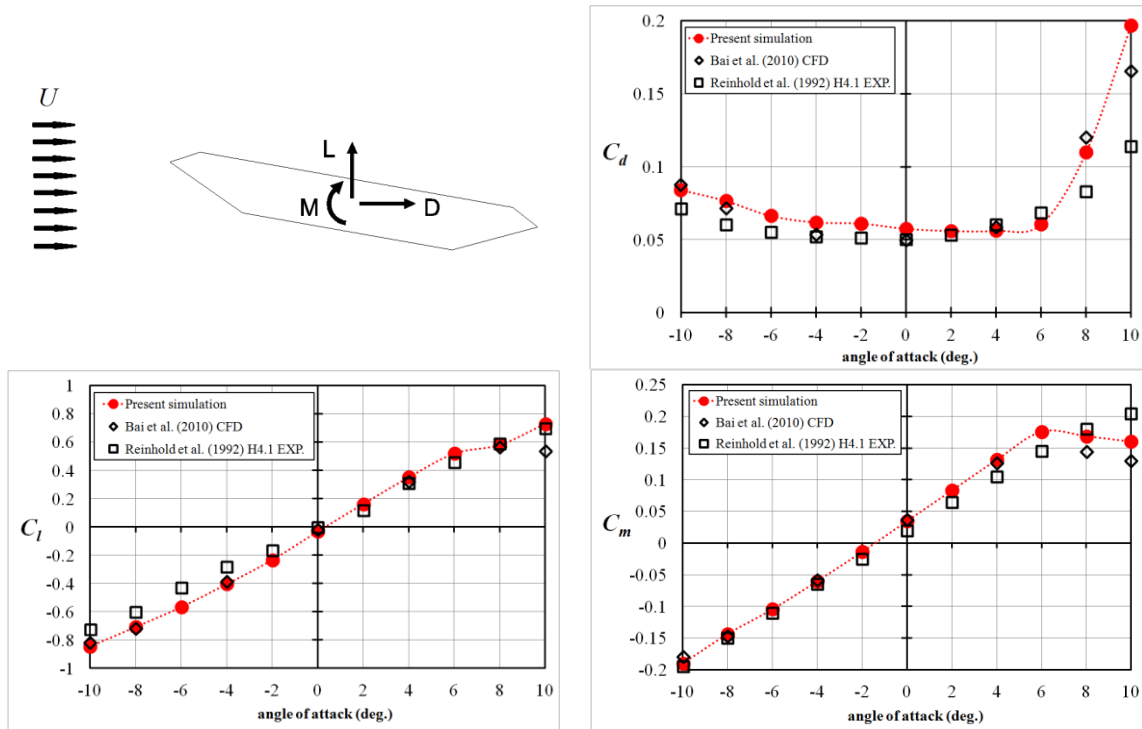 U
L
M
D
0.2
0.15
0.1
0.05
0
C_d
Present simulation
Bai et al. (2010) CFD
Reinhold et al. (1992) H4.1 EXP.
-10 -8 -6 -4 -2 0 2 4 6 8 10
angle of attack (deg.)
1
0.8
0.6
0.4
0.2
0
-0.2
-0.4
-0.6
-0.8
-1
C_l
Present simulation
Bai et al. (2010) CFD
Reinhold et al. (1992) H4.1 EXP.
-10 -8 -6 -4 -2 0 2 4 6 8 10
angle of attack (deg.)
0.25
0.2
0.15
0.1
0.05
0
-0.05
-0.1
-0.15
-0.2
C_m
Present simulation
Bai et al. (2010) CFD
Reinhold et al. (1992) H4.1 EXP.
-10 -8 -6 -4 -2 0 2 4 6 8 10
angle of attack (deg.)